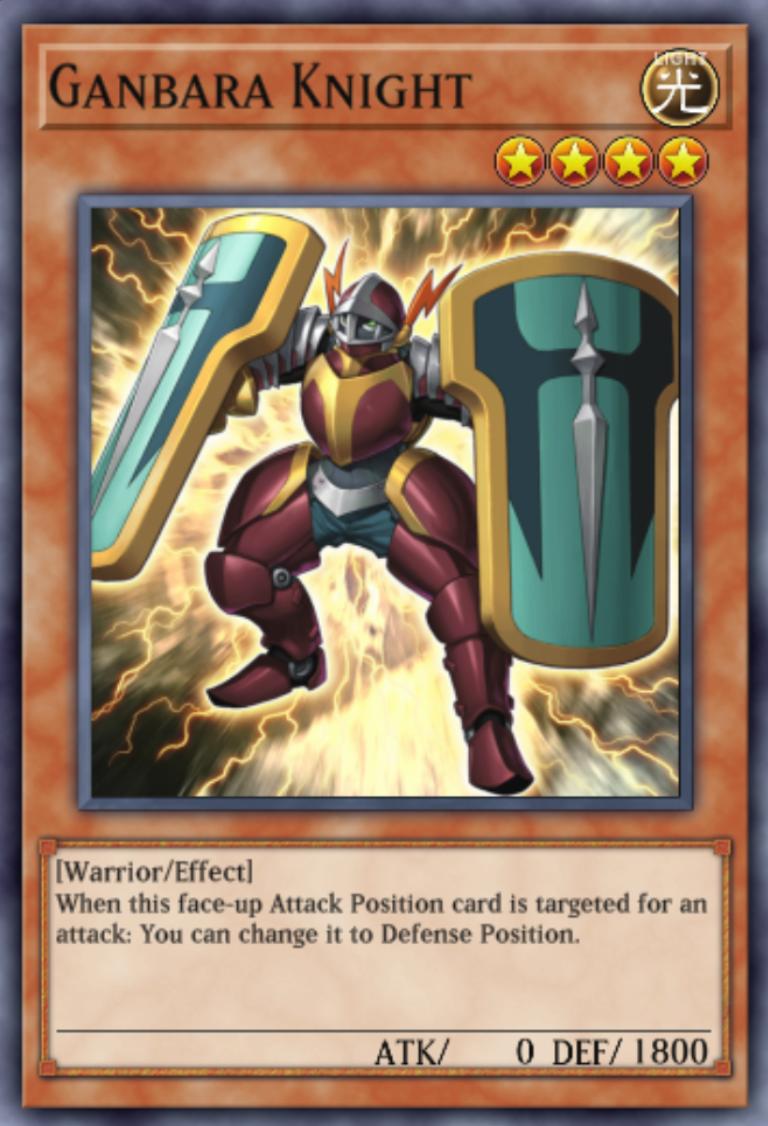 Ganbara Knight
LIGHT
光
[Warrior/Effect]
When this face-up Attack Position card is targeted for an
attack: You can change it to Defense Position.
ATK/ 0 DEF/ 1800